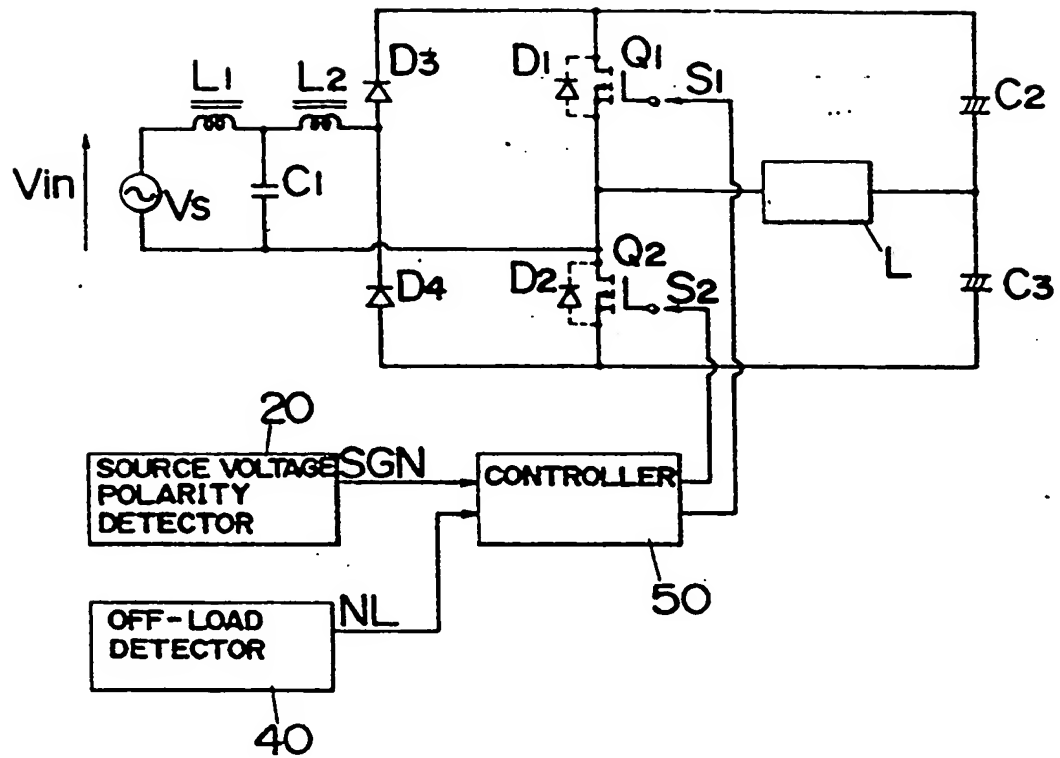 D3
D1
Q1
S1
L1
L2
C2
Vin
Vs
C1
L
Q2
D4
D2
S2
C3
20
SOURCE VOLTAGE
POLARITY
DETECTOR
SGN
CONTROLLER
50
OFF-LOAD
DETECTOR
NL
40